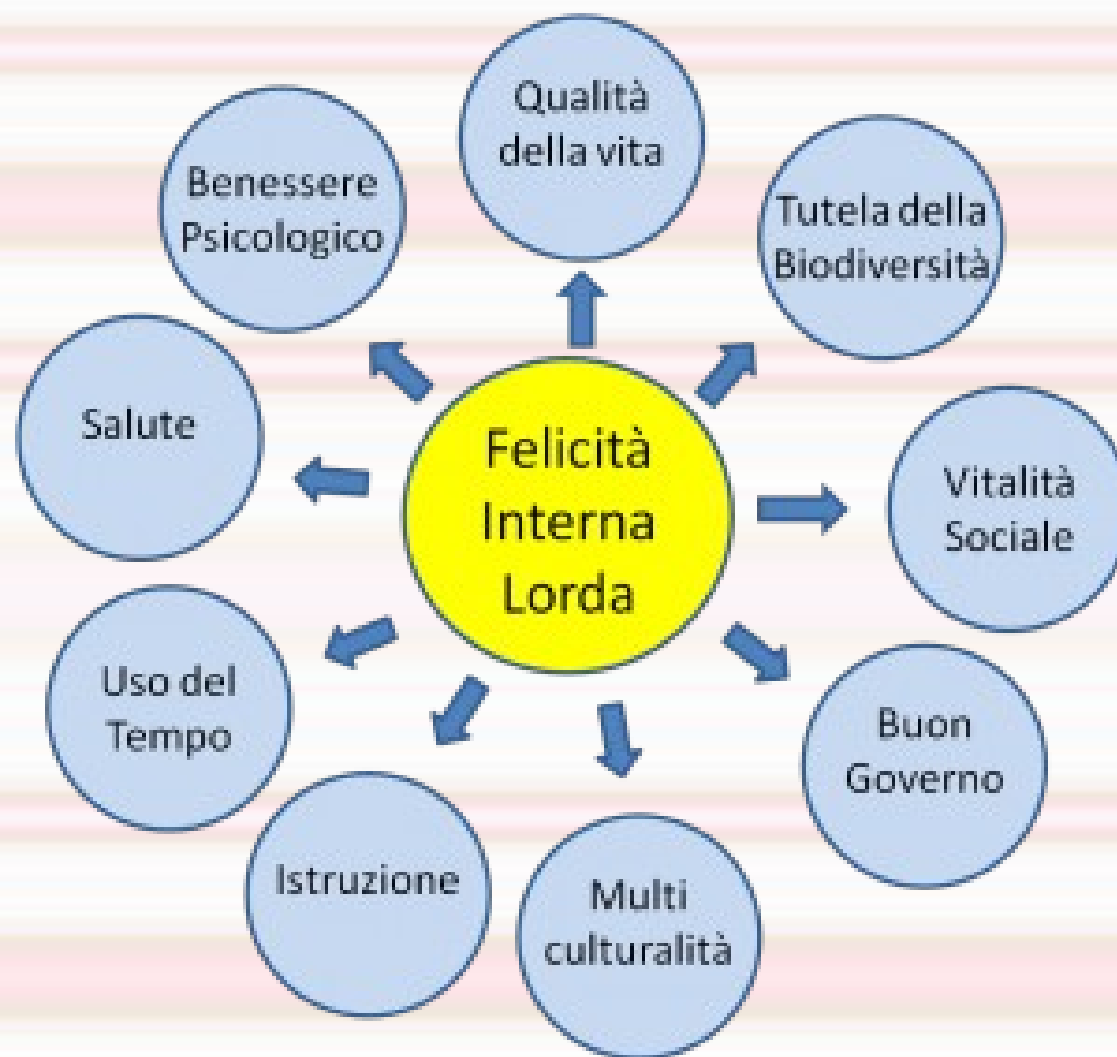 Qualità
della vita
Tutela della
Biodiversità
Vitalità
Sociale
Buon
Governo
Multi
culturalità
Istruzione
Uso del
Tempo
Salute
Benessere
Psicologico
Felicità
Interna
Lorda